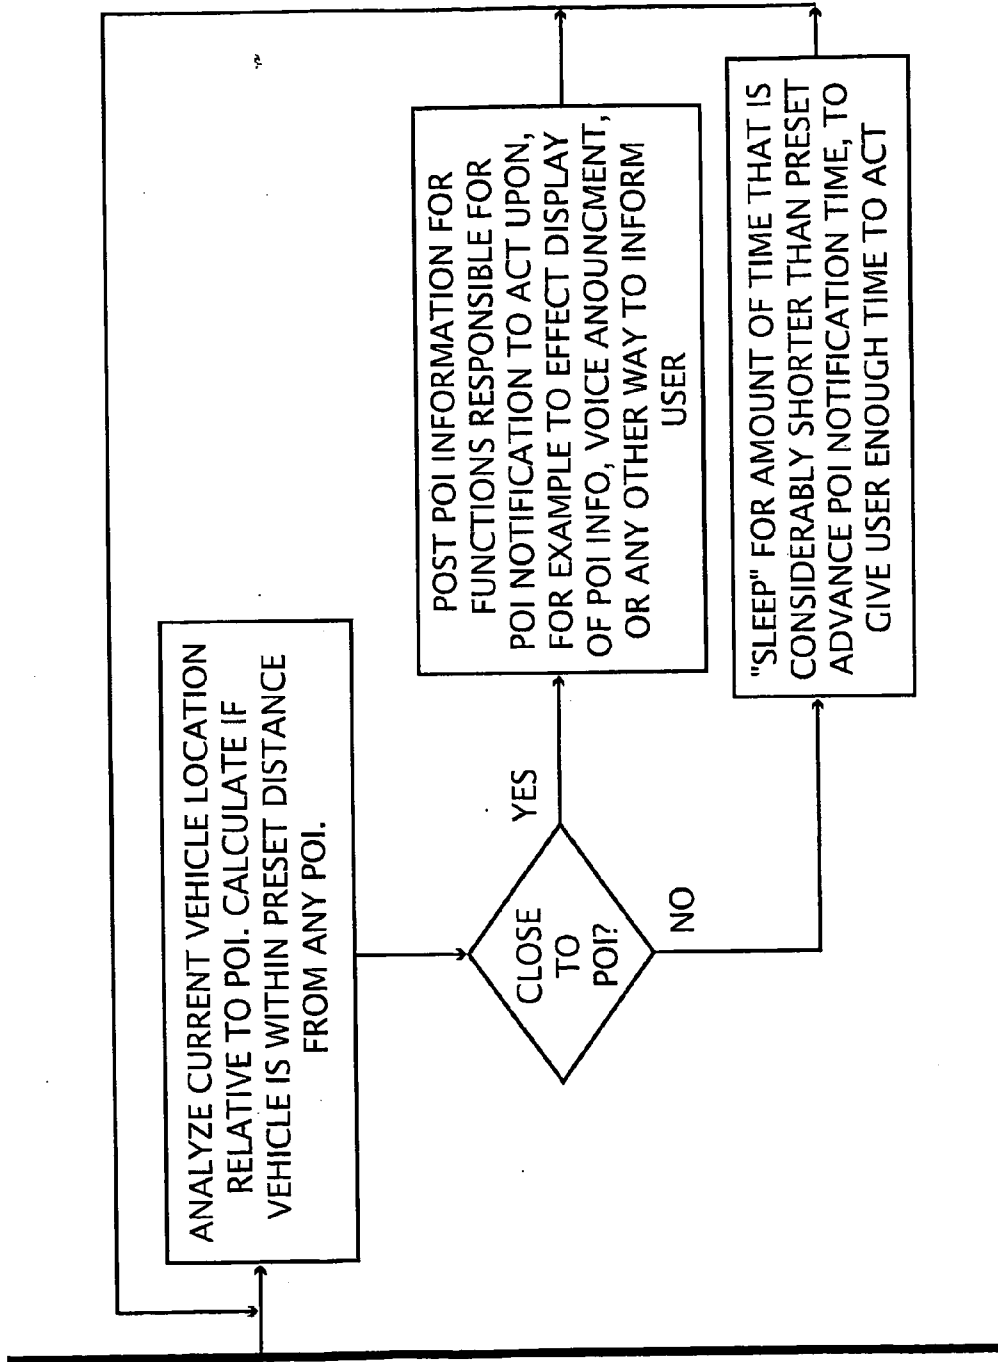 ANALYZE CURRENT VEHICLE LOCATION
RELATIVE TO POI. CALCULATE IF
VEHICLE IS WITHIN PRESET DISTANCE
FROM ANY POI.
CLOSE
TO
POI?
YES
NO
POST POI INFORMATION FOR
FUNCTIONS RESPONSIBLE FOR
POI NOTIFICATION TO ACT UPON,
FOR EXAMPLE TO EFFECT DISPLAY
OF POI INFO, VOICE ANOUNCMENT,
OR ANY OTHER WAY TO INFORM
USER
"SLEEP" FOR AMOUNT OF TIME THAT IS
CONSIDERABLY SHORTER THAN PRESET
ADVANCE POI NOTIFICATION TIME, TO
GIVE USER ENOUGH TIME TO ACT